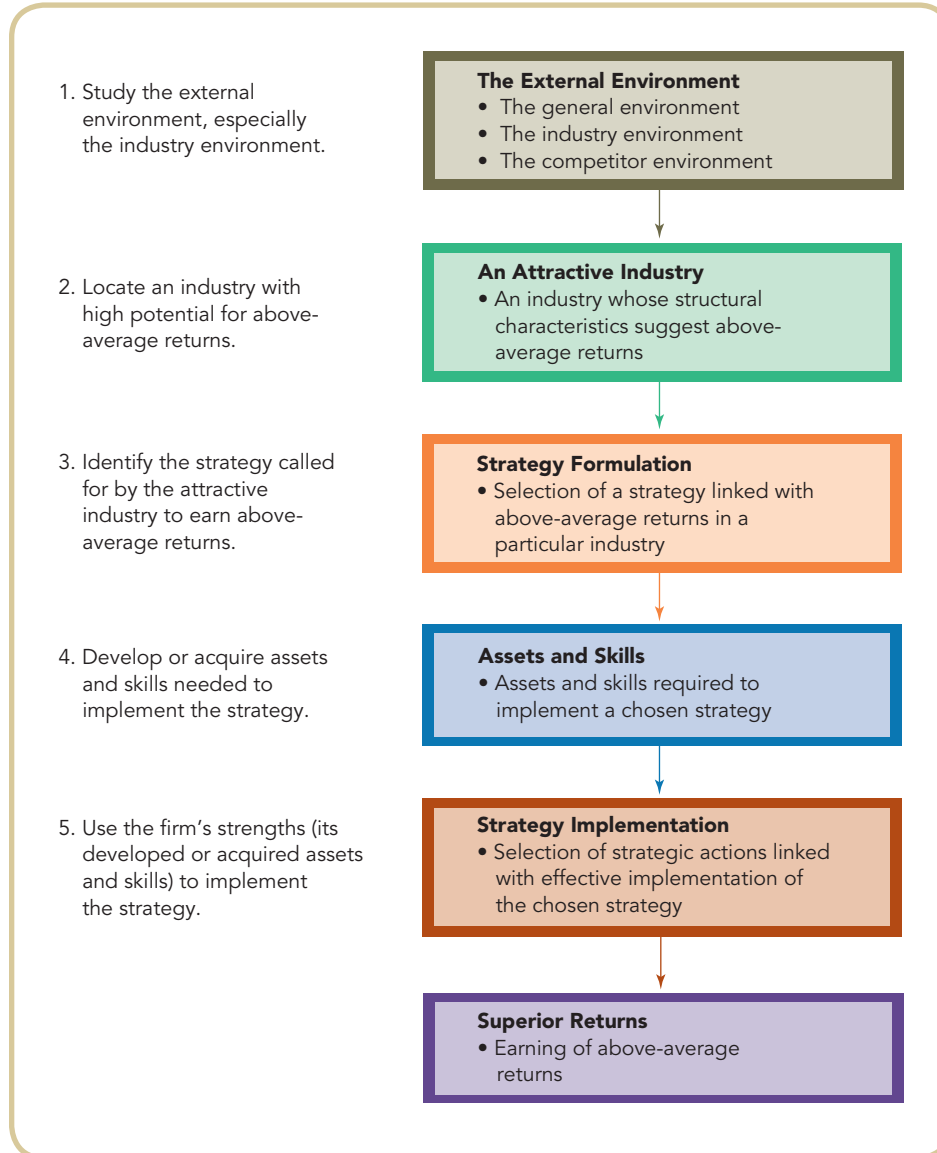 1. Study the external
environment, especially
the industry environment.
The External Environment
• The general environment
• The industry environment
• The competitor environment
2. Locate an industry with
high potential for above-
average returns.
An Attractive Industry
• An industry whose structural
characteristics suggest above-
average returns
3. Identify the strategy called
for by the attractive
industry to earn above-
average returns.
Strategy Formulation
• Selection of a strategy linked with
above-average returns in a
particular industry
4. Develop or acquire assets
and skills needed to
implement the strategy.
Assets and Skills
• Assets and skills required to
implement a chosen strategy
5. Use the firm's strengths (its
developed or acquired assets
and skills) to implement
the strategy.
Strategy Implementation
• Selection of strategic actions linked
with effective implementation of
the chosen strategy
Superior Returns
• Earning of above-average
returns